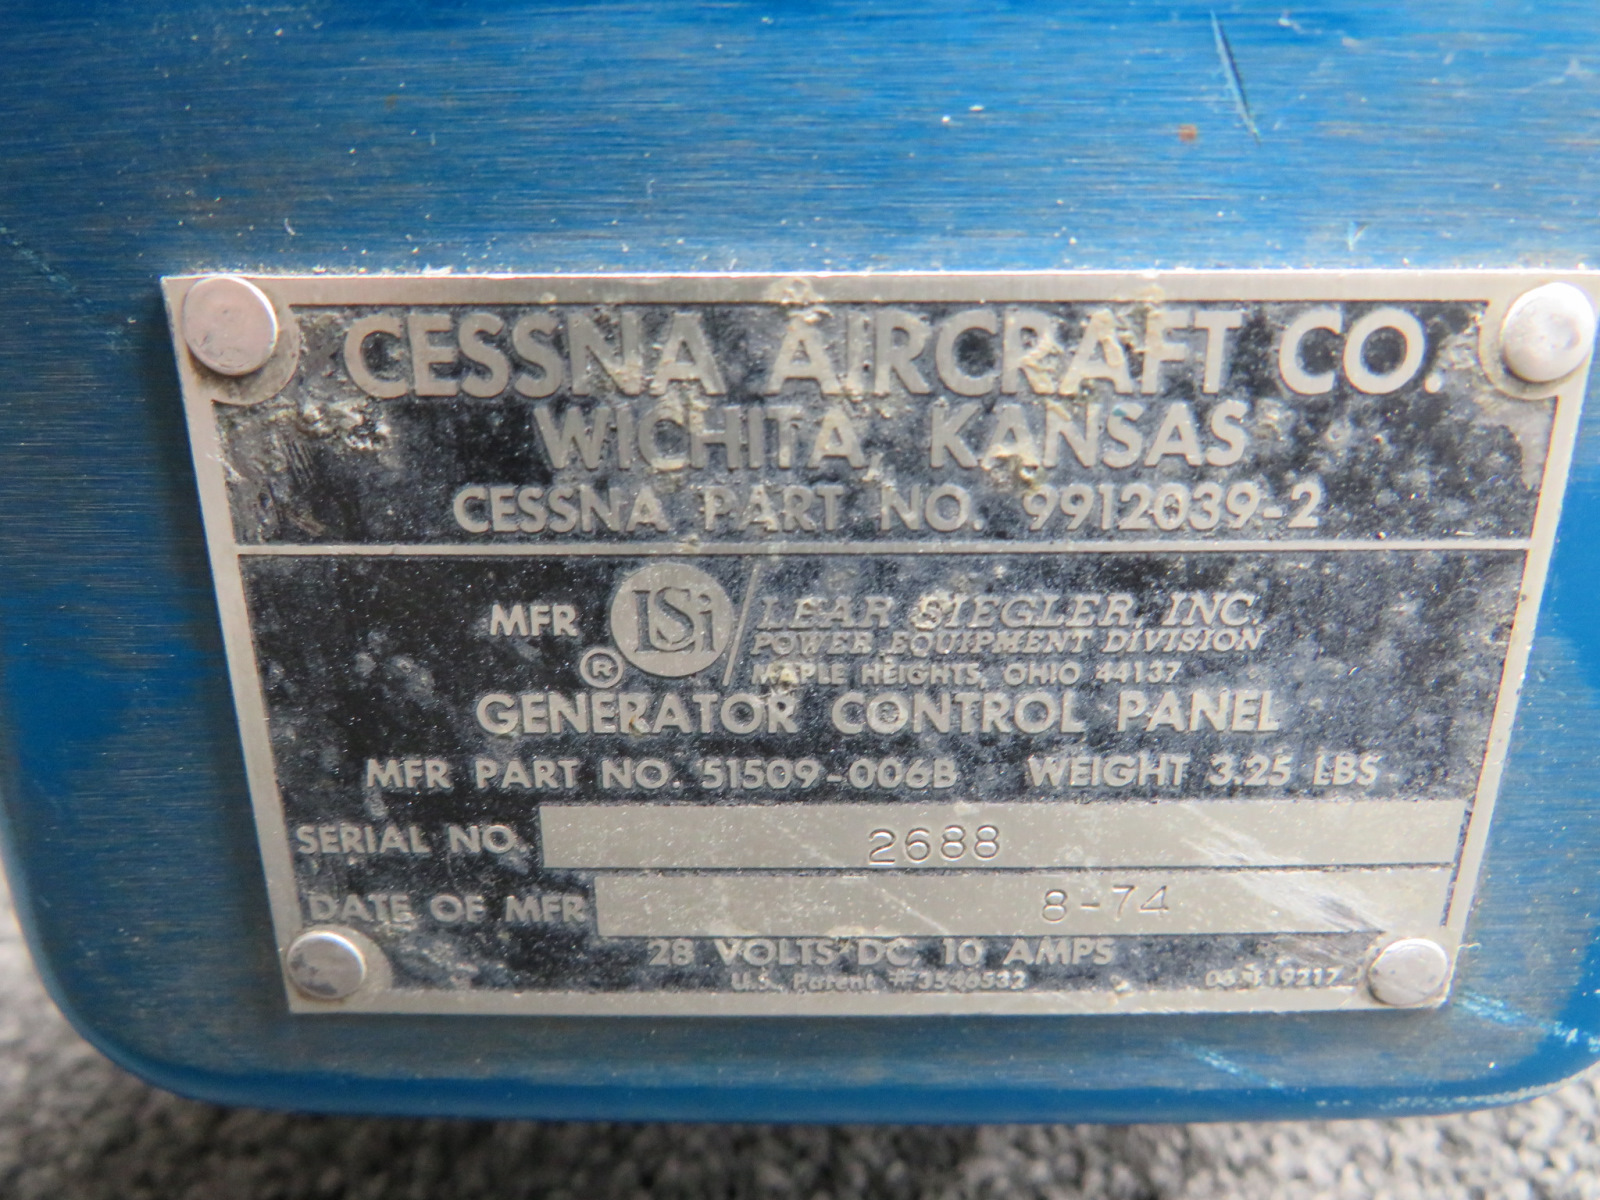 CESSNA AIRCRAFT CO.
WICHITA, KANSAS
CESSNA PART NO. 9912039-2
MFR LSi ® LEAR SIEGLER, INC.
POWER EQUIPMENT DIVISION
MAPLE HEIGHTS, OHIO 44137
GENERATOR CONTROL PANEL
MFR PART NO. 51509-006B WEIGHT 3.25 LBS
SERIAL NO. 2688
DATE OF MFR 8-74
28 VOLTS DC, 10 AMPS
U.S. Patent #3546532